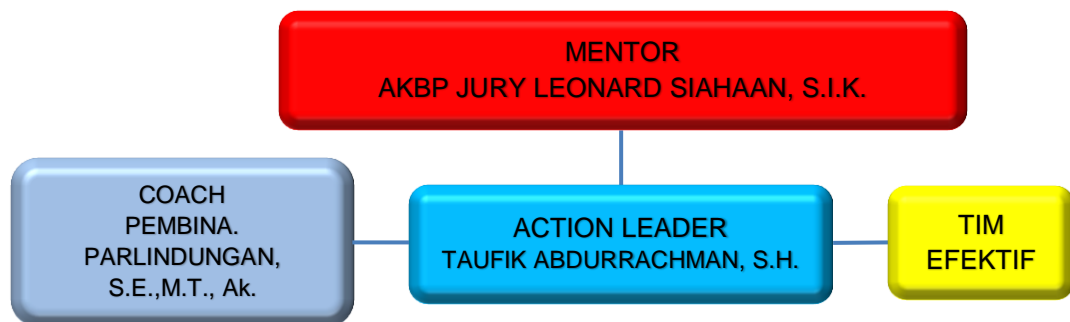 MENTOR
AKBP JURY LEONARD SIAHAAN, S.I.K.
COACH
PEMBINA.
PARLINDUNGAN,
S.E.,M.T., Ak.
ACTION LEADER
TAUFIK ABDURRACHMAN, S.H.
TIM
EFEKTIF